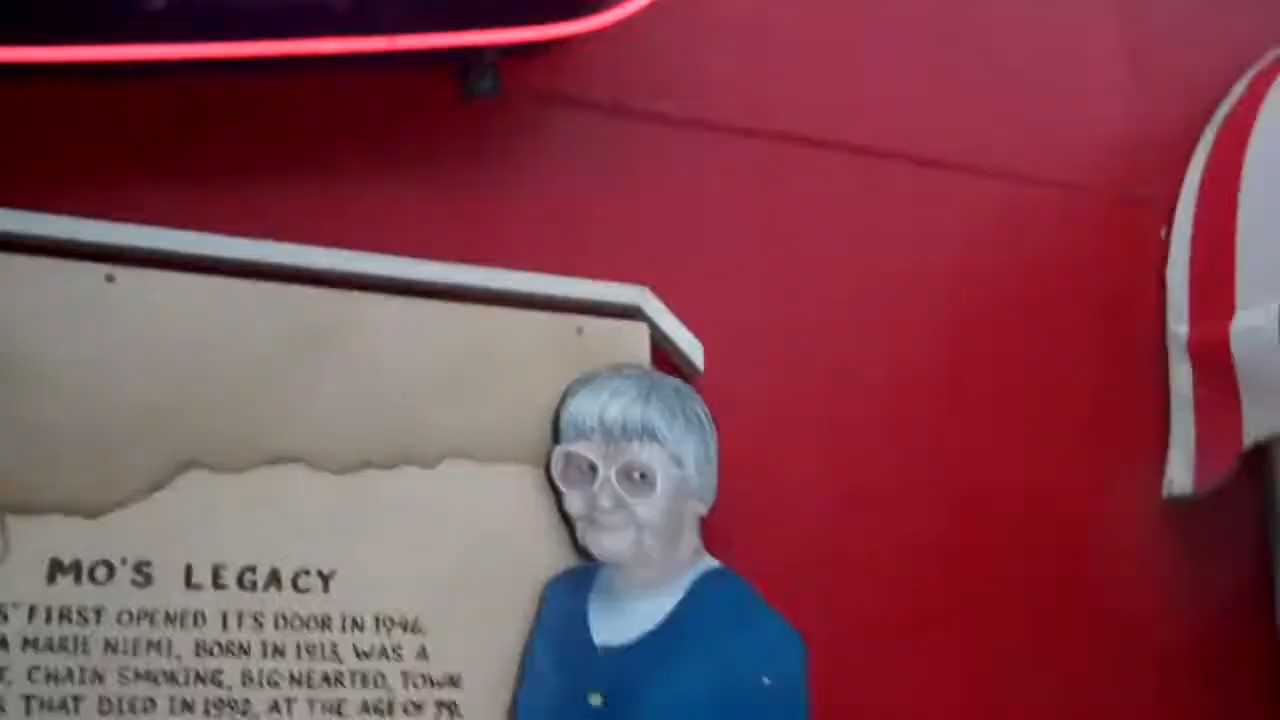 MO'S LEGACY
S" FIRST OPENED IT'S DOOR IN 1946.
A MARIE NIEMI, BORN IN 1913, WAS A
CHAIN SMOKING, BIG-HEARTED, TOWN
THAT DIED IN 1992, AT THE AGE OF 79.